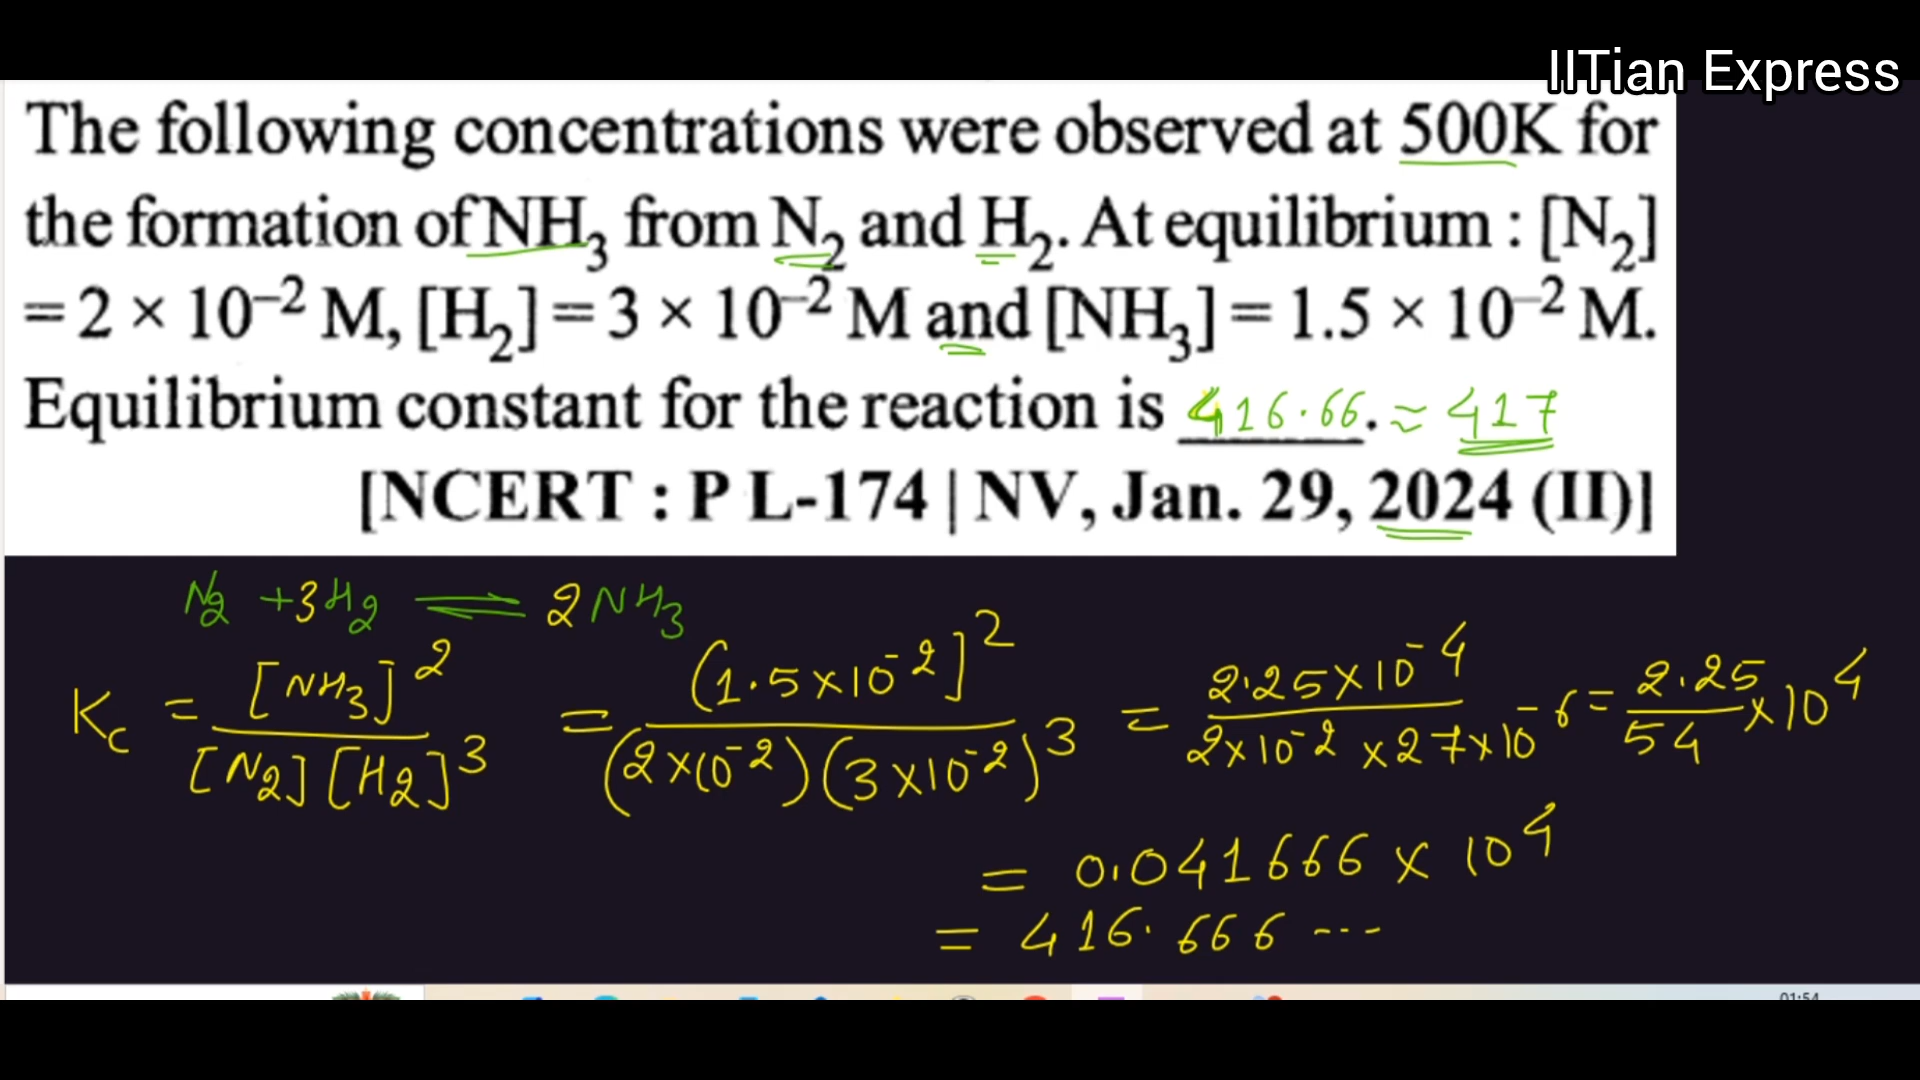 IITian Express
The following concentrations were observed at 500K for
the formation of NH₃ from N₂ and H₂. At equilibrium : [N₂]
= 2 × 10⁻² M, [H₂] = 3 × 10⁻² M and [NH₃] = 1.5 × 10⁻² M.
Equilibrium constant for the reaction is 416.66. ≈ 417
[NCERT : P L-174 | NV, Jan. 29, 2024 (II)]
N₂ + 3H₂ ⇌ 2NH₃
Kc = [NH₃]² / [N₂][H₂]³ = (1.5×10⁻²]² / (2×10⁻²)(3×10⁻²)³ = 2.25×10⁻⁴ / 2×10⁻² ×27×10⁻⁶ = 2.25 / 54 ×10⁴
= 0.041666 × 10⁴
= 416.666 ---
01:54